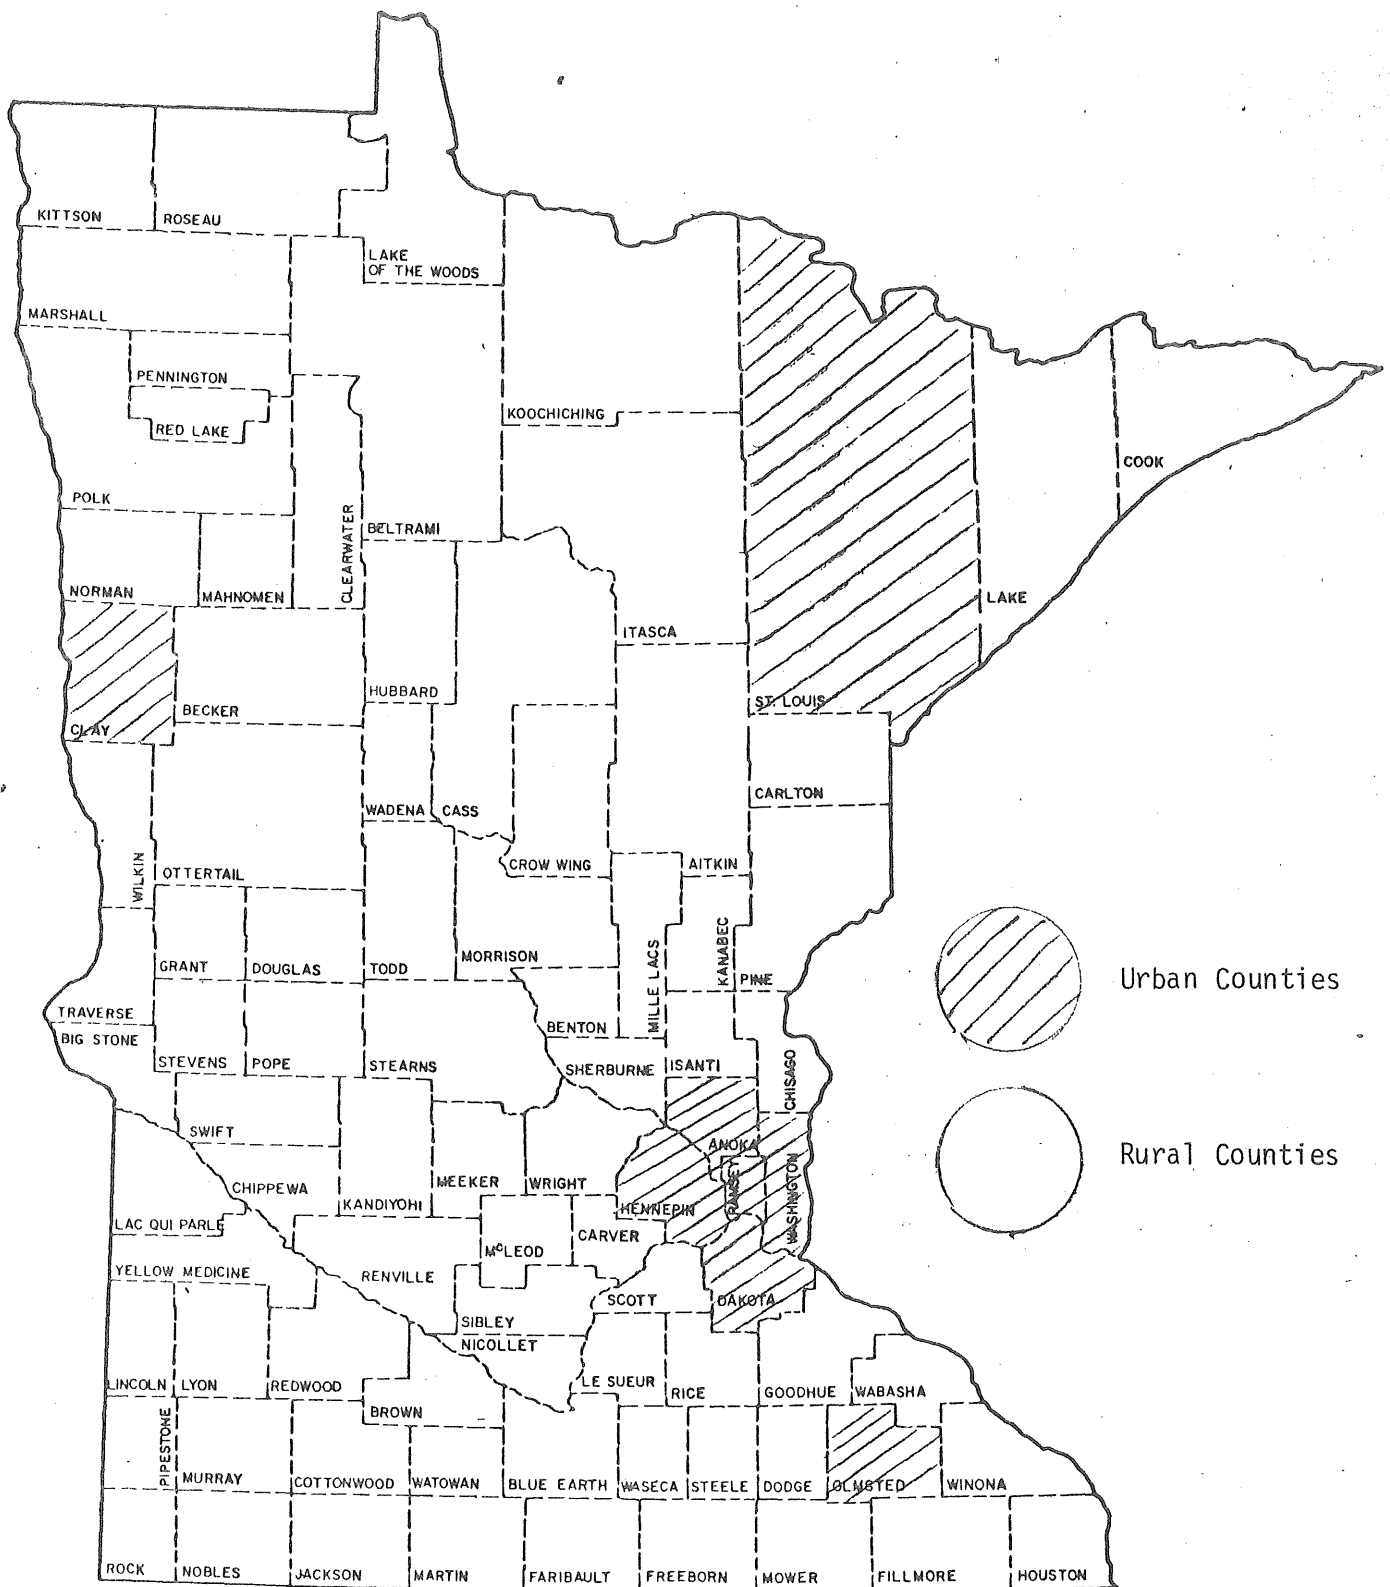 KITTSON
ROSEAU
LAKE
OF THE WOODS
MARSHALL
PENNINGTON
RED LAKE
KOOCHICHING
COOK
POLK
CLEARWATER
BELTRAMI
NORMAN
MAHNOMEN
LAKE
ITASCA
HUBBARD
ST. LOUIS
CLAY
BECKER
CARLTON
WADENA
CASS
WILKIN
OTTERTAIL
CROW WING
AITKIN
GRANT
DOUGLAS
TODD
MORRISON
MILLE LACS
KANABEC
PINE
Urban Counties
TRAVERSE
BIG STONE
STEVENS
POPE
STEARNS
BENTON
SHERBURNE
ISANTI
CHISAGO
SWIFT
ANOKA
Rural Counties
CHIPPEWA
KANDIYOHI
MEEKER
WRIGHT
HENNEPIN
RAMSEY
WASHINGTON
LAC QUI PARLE
McLEOD
CARVER
YELLOW MEDICINE
RENVILLE
SCOTT
DAKOTA
SIBLEY
NICOLLET
LINCOLN
LYON
REDWOOD
BROWN
LE SUEUR
RICE
GOODHUE
WABASHA
PIPESTONE
MURRAY
COTTONWOOD
WATOWAN
BLUE EARTH
WASECA
STEELE
DODGE
OLMSTED
WINONA
ROCK
NOBLES
JACKSON
MARTIN
FARIBAULT
FREEBORN
MOWER
FILLMORE
HOUSTON